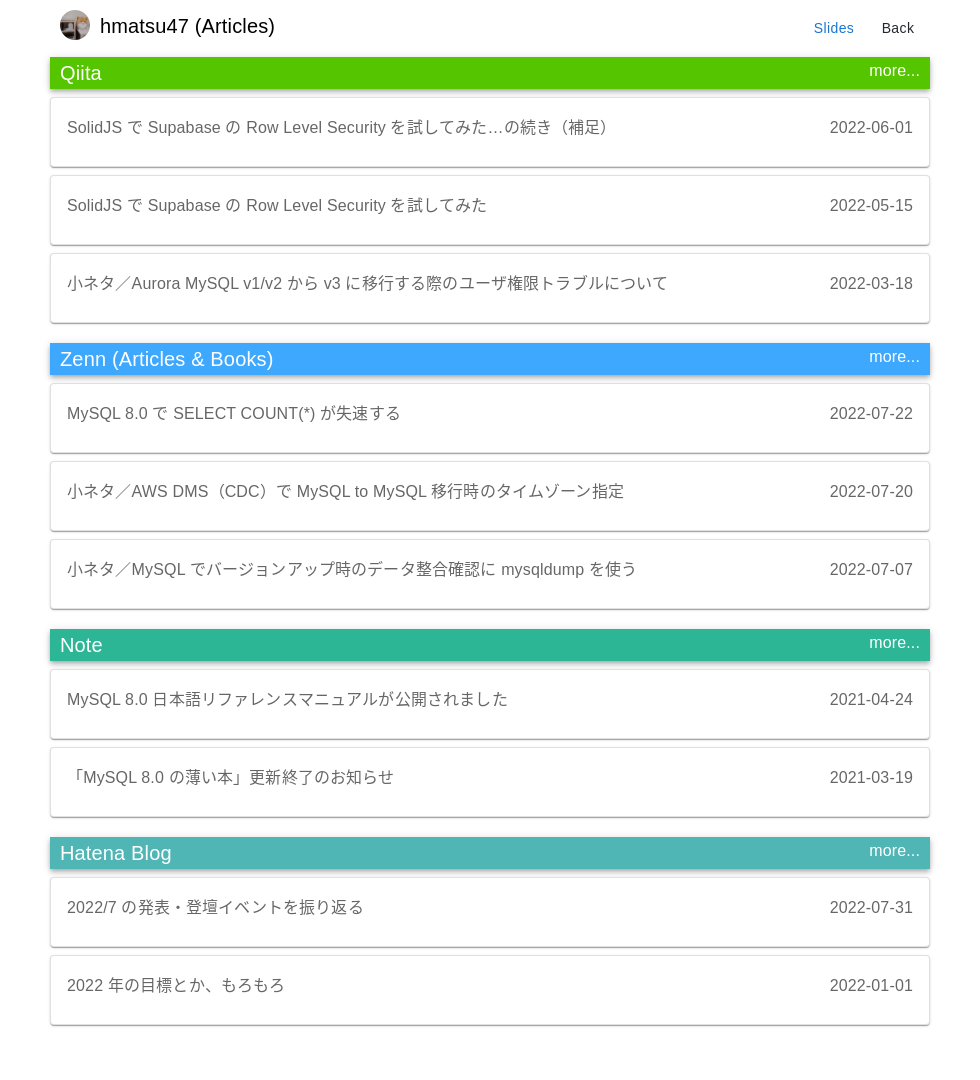 hmatsu47 (Articles)
Slides Back
Qiita more...
SolidJS で Supabase の Row Level Security を試してみた…の続き（補足） 2022-06-01
SolidJS で Supabase の Row Level Security を試してみた 2022-05-15
小ネタ／Aurora MySQL v1/v2 から v3 に移行する際のユーザ権限トラブルについて 2022-03-18
Zenn (Articles & Books) more...
MySQL 8.0 で SELECT COUNT(*) が失速する 2022-07-22
小ネタ／AWS DMS（CDC）で MySQL to MySQL 移行時のタイムゾーン指定 2022-07-20
小ネタ／MySQL でバージョンアップ時のデータ整合確認に mysqldump を使う 2022-07-07
Note more...
MySQL 8.0 日本語リファレンスマニュアルが公開されました 2021-04-24
「MySQL 8.0 の薄い本」更新終了のお知らせ 2021-03-19
Hatena Blog more...
2022/7 の発表・登壇イベントを振り返る 2022-07-31
2022 年の目標とか、もろもろ 2022-01-01